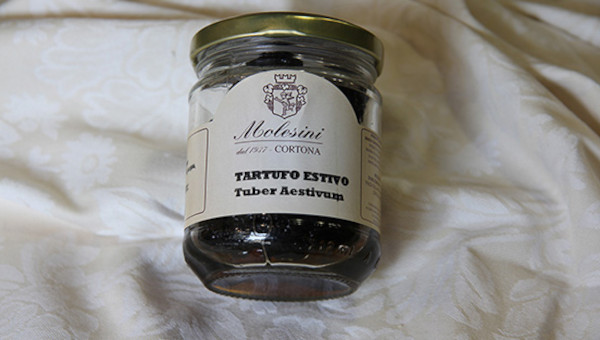 Molesini
dal 1937 - CORTONA
TARTUFO ESTIVO
Tuber Aestivum